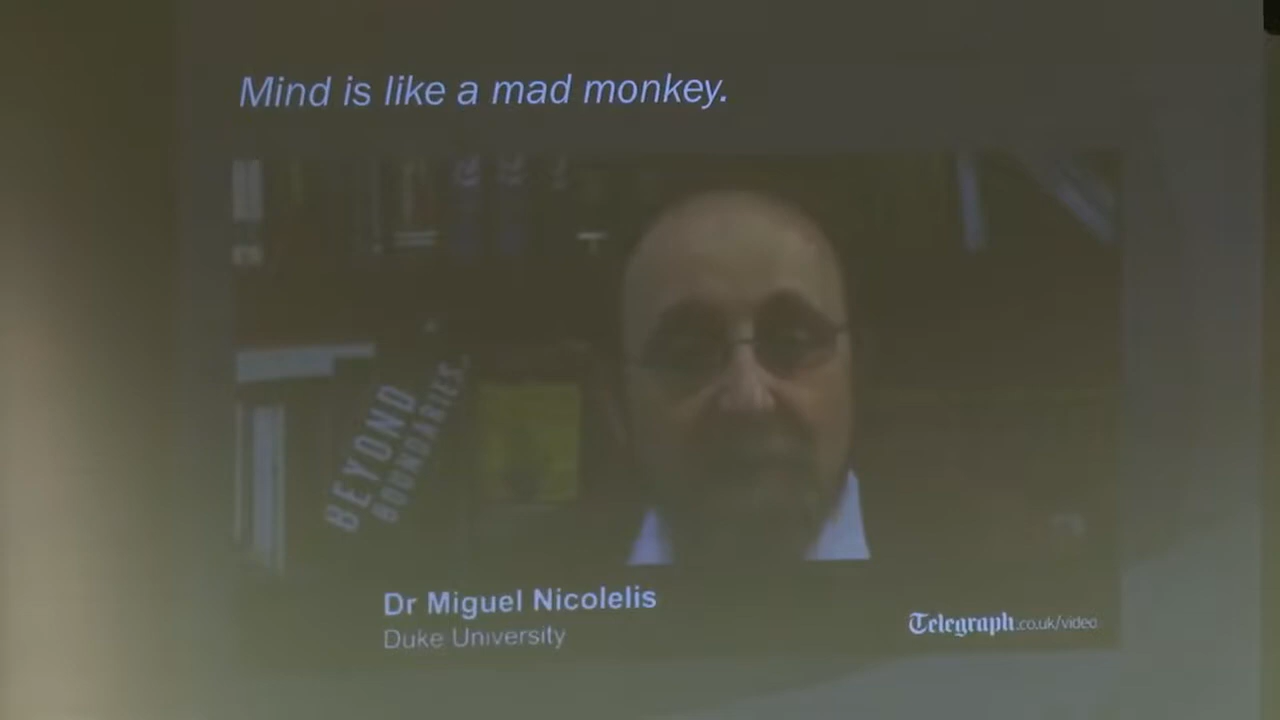 Mind is like a mad monkey.
BEYOND
BOUNDARIES
Dr Miguel Nicolelis
Duke University
Telegraph.co.uk/video